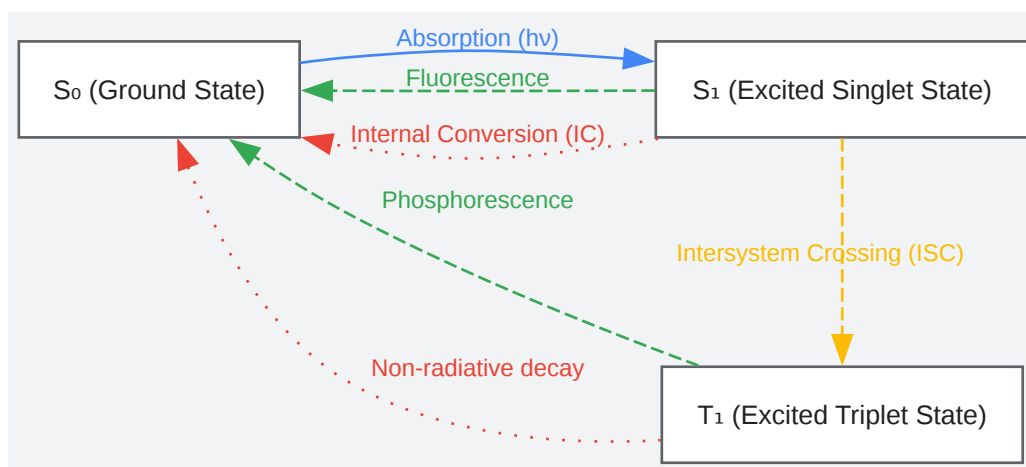 Absorption (hν)
S₀ (Ground State)
Fluorescence
S₁ (Excited Singlet State)
Internal Conversion (IC)
Phosphorescence
Intersystem Crossing (ISC)
Non-radiative decay
T₁ (Excited Triplet State)